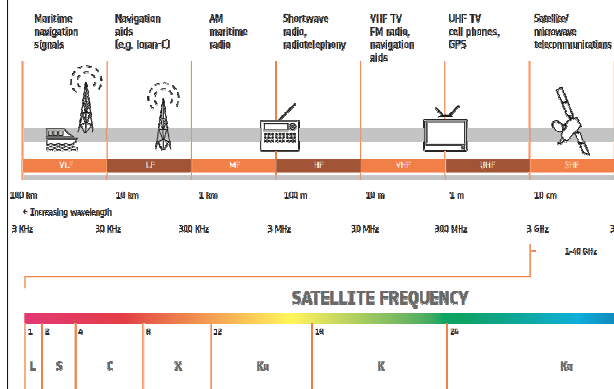 Maritime
navigation
signals
Navigation
aids
(e.g. loran-C)
AM
maritime
radio
Shortwave
radio,
radiotelephony
VHF TV
FM radio,
navigation
aids
UHF TV
cell phones,
GPS
Satellite/
microwave
telecommunications
VLF LF MF HF VHF UHF SHF
100 km 10 km 1 km 100 m 10 m 1 m 10 cm
← Increasing wavelength
3 KHz 30 KHz 300 KHz 3 MHz 30 MHz 300 MHz 3 GHz
1-40 GHz
SATELLITE FREQUENCY
1 2 4 8 12 18 26
L S C X Ku K Ka